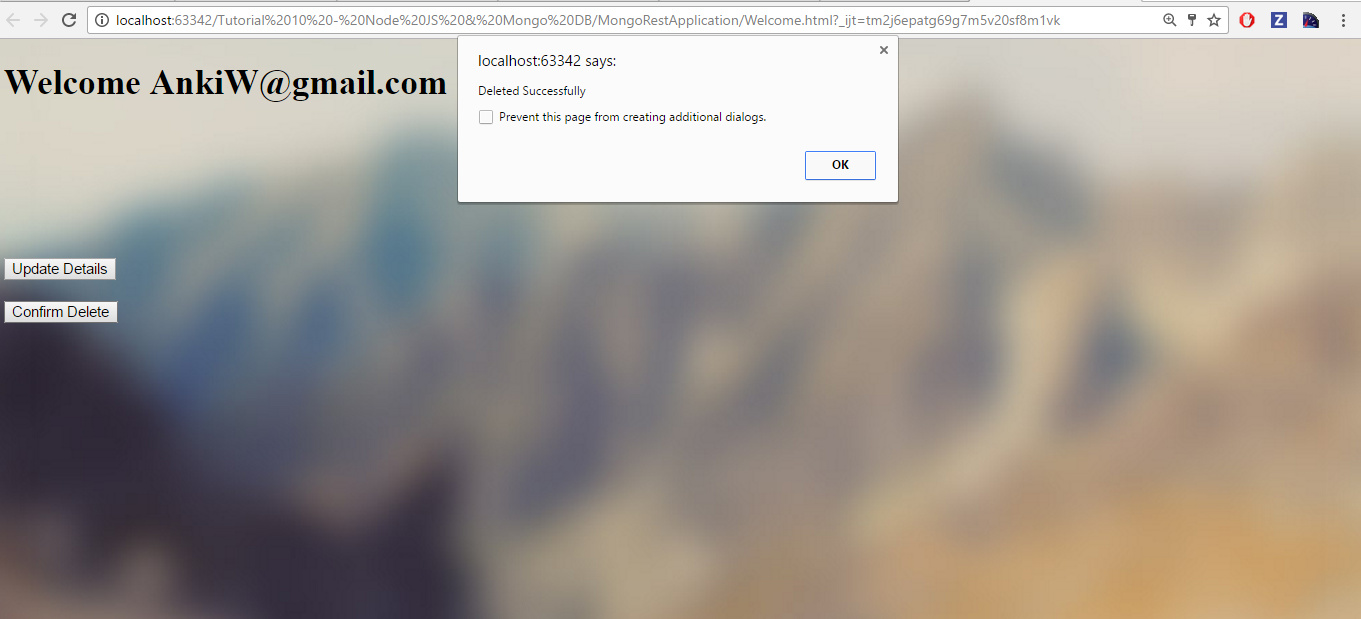 localhost:63342/Tutorial%2010%20-%20Node%20JS%20&%20Mongo%20DB/MongoRestApplication/Welcome.html?_ijt=tm2j6epatg69g7m5v20sf8m1vk
Z
localhost:63342 says:
Welcome AnkiW@gmail.com
Deleted Successfully
Prevent this page from creating additional dialogs.
OK
Update Details
Confirm Delete